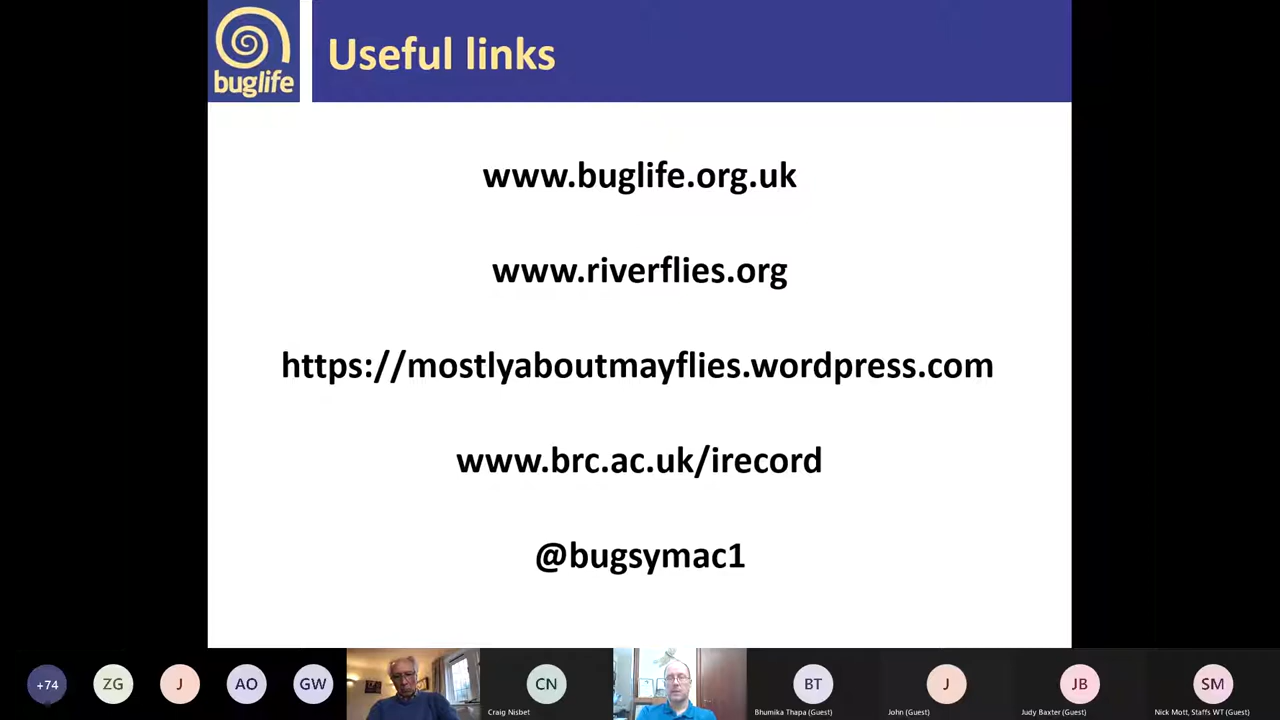 buglife
Useful links
www.buglife.org.uk
www.riverflies.org
https://mostlyaboutmayflies.wordpress.com
www.brc.ac.uk/irecord
@bugsymac1
+74
ZG
J
AO
GW
CN
Craig Nisbet
BT
Bhumika Thapa (Guest)
J
John (Guest)
JB
Judy Baxter (Guest)
SM
Nick Mott, Staffs WT (Guest)